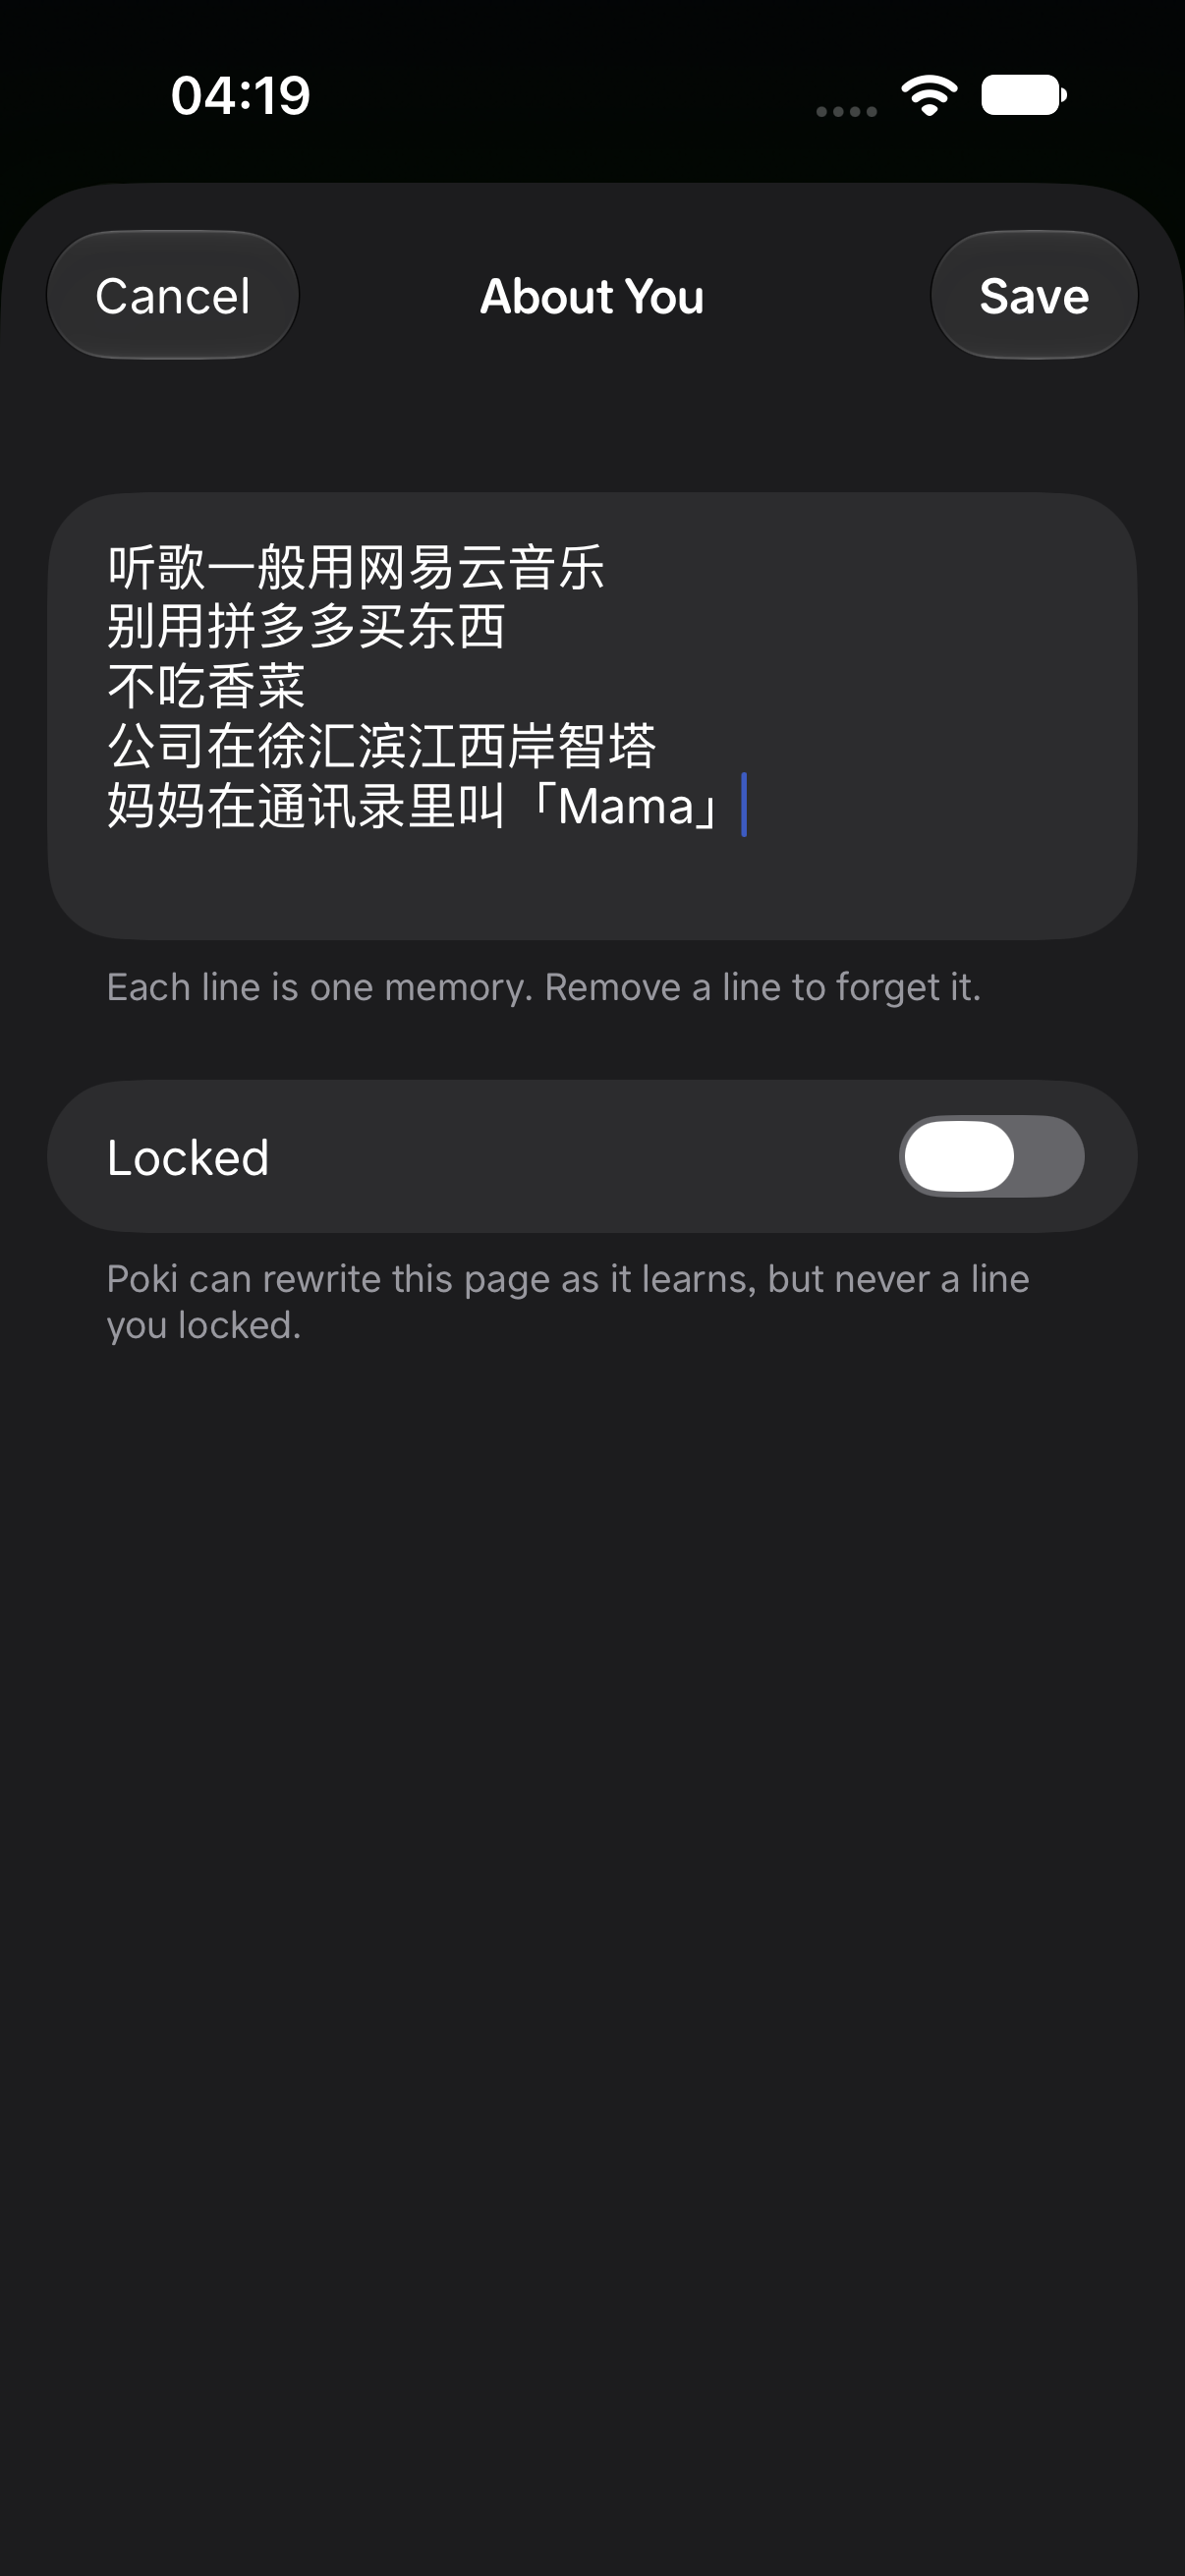 04:19
Cancel
About You
Save
听歌一般用网易云音乐
别用拼多多买东西
不吃香菜
公司在徐汇滨江西岸智塔
妈妈在通讯录里叫「Mama」
Each line is one memory. Remove a line to forget it.
Locked
Poki can rewrite this page as it learns, but never a line
you locked.